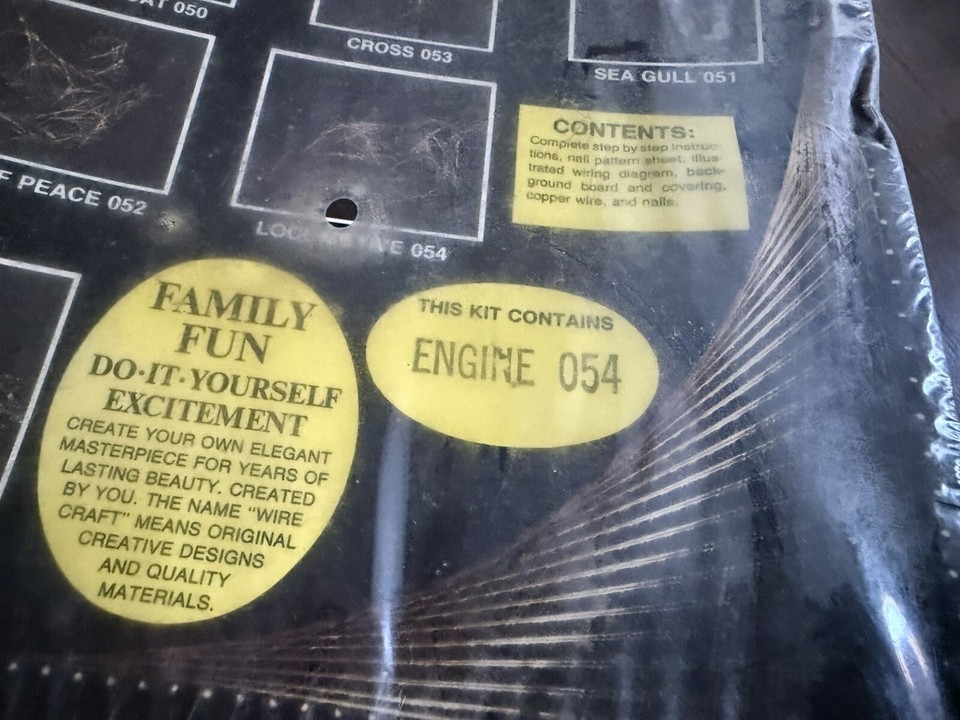 050
CROSS 053
SEA GULL 051
PEACE 052
054
CONTENTS:
Complete step by step instruc-
tions, nail pattern sheet, illus-
trated wiring diagram, back-
ground board and covering,
copper wire, and nails.
FAMILY
FUN
DO·IT·YOURSELF
EXCITEMENT
CREATE YOUR OWN ELEGANT
MASTERPIECE FOR YEARS OF
LASTING BEAUTY. CREATED
BY YOU. THE NAME "WIRE
CRAFT" MEANS ORIGINAL
CREATIVE DESIGNS
AND QUALITY
MATERIALS.
THIS KIT CONTAINS
ENGINE 054